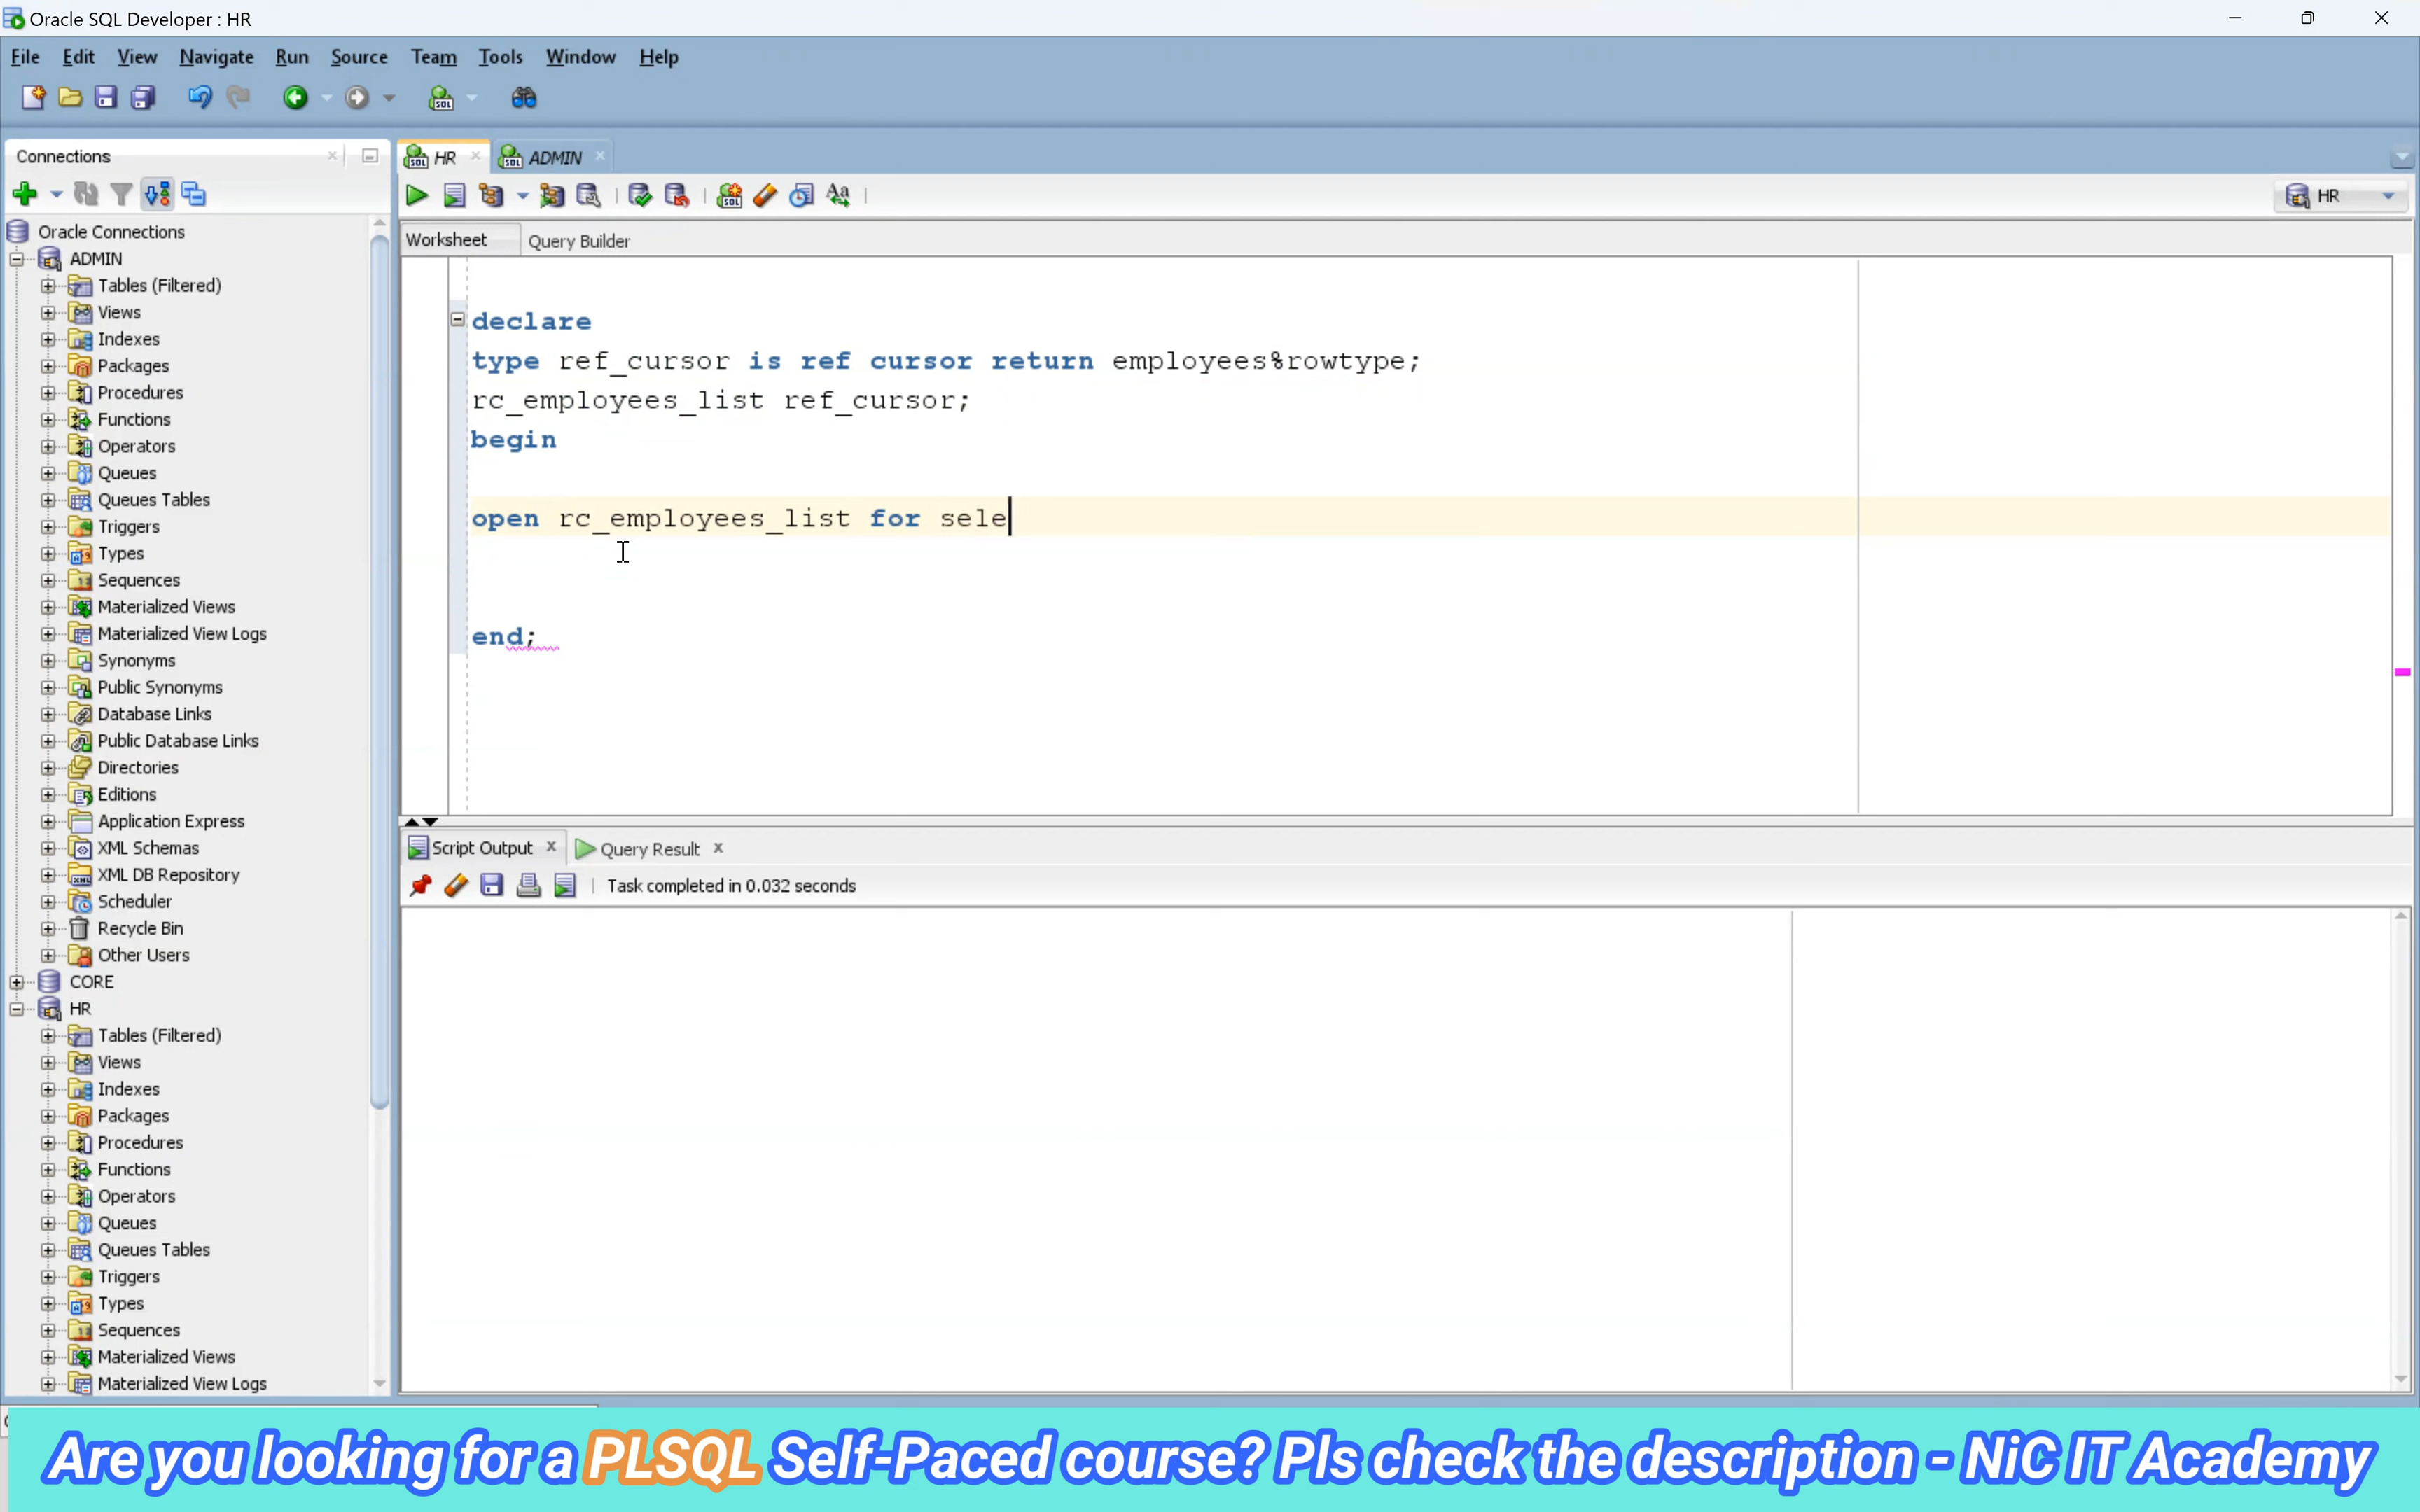 Oracle SQL Developer : HR
File Edit View Navigate Run Source Team Tools Window Help
Connections
HR
ADMIN
HR
Worksheet
Query Builder
Oracle Connections
ADMIN
Tables (Filtered)
Views
Indexes
Packages
Procedures
Functions
Operators
Queues
Queues Tables
Triggers
Types
Sequences
Materialized Views
Materialized View Logs
Synonyms
Public Synonyms
Database Links
Public Database Links
Directories
Editions
Application Express
XML Schemas
XML DB Repository
Scheduler
Recycle Bin
Other Users
CORE
HR
Tables (Filtered)
Views
Indexes
Packages
Procedures
Functions
Operators
Queues
Queues Tables
Triggers
Types
Sequences
Materialized Views
Materialized View Logs
declare
type ref_cursor is ref cursor return employees%rowtype;
rc_employees_list ref_cursor;
begin
open rc_employees_list for sele
end;
Script Output
Query Result
Task completed in 0.032 seconds
Are you looking for a PLSQL Self-Paced course? Pls check the description - NiC IT Academy